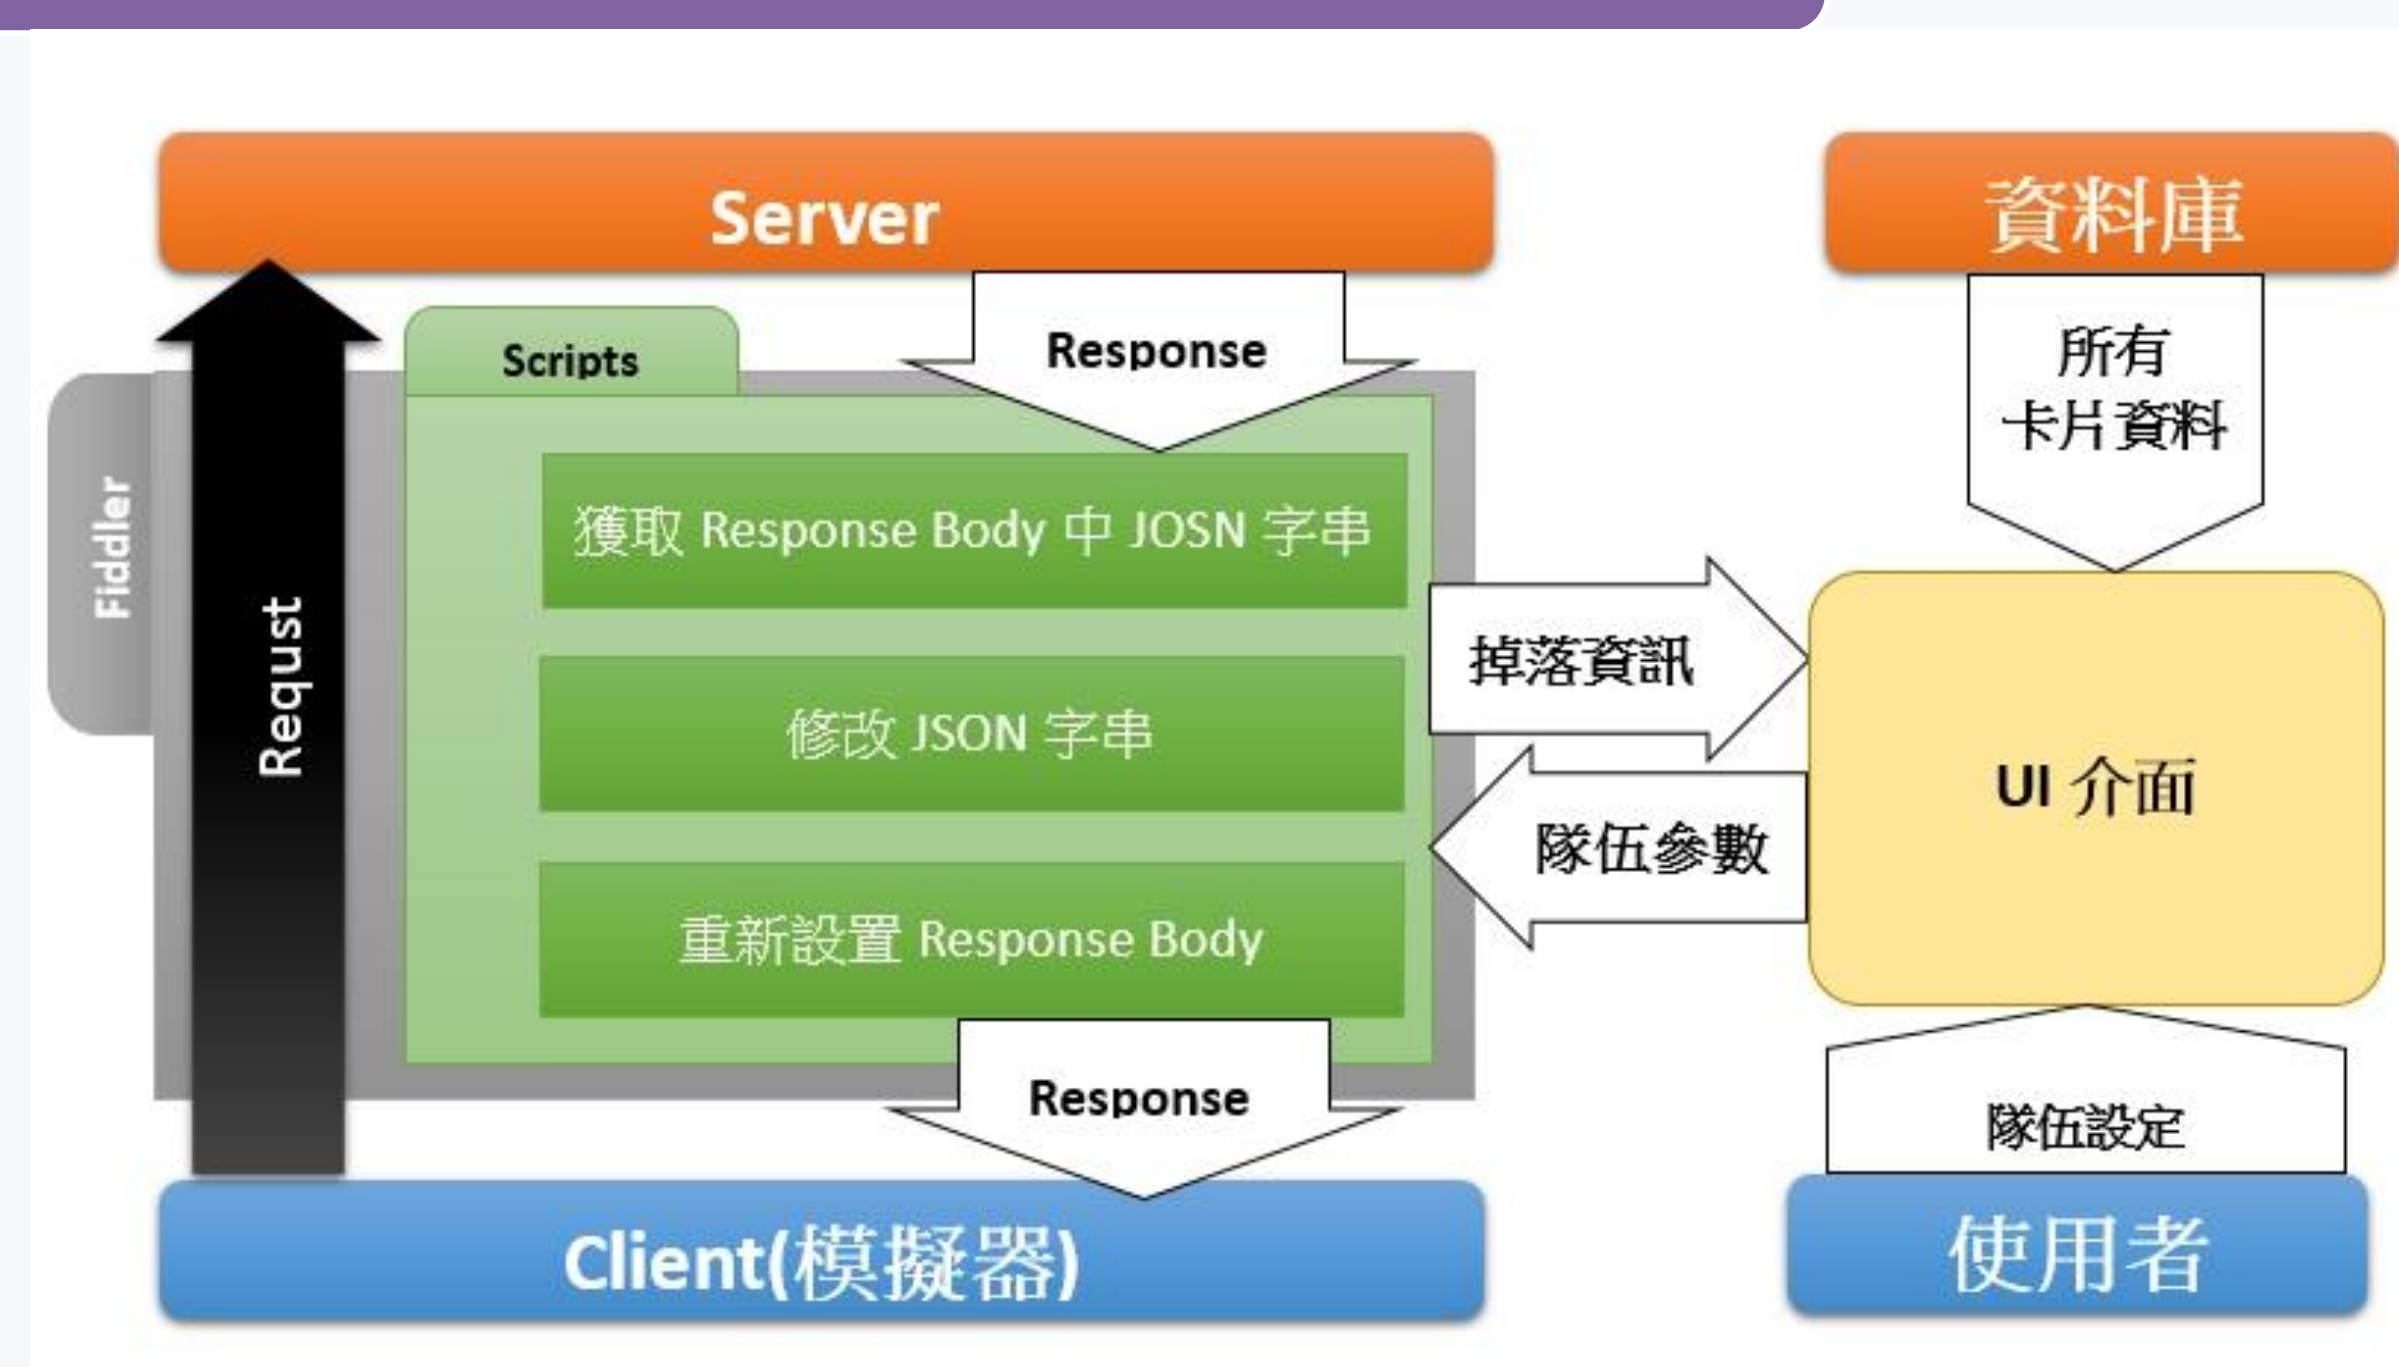 Server
資料庫
Response
所有
卡片資料
Scripts
Fiddler
Requst
獲取 Response Body 中 JOSN 字串
掉落資訊
修改 JSON 字串
UI 介面
隊伍參數
重新設置 Response Body
Response
隊伍設定
Client(模擬器)
使用者